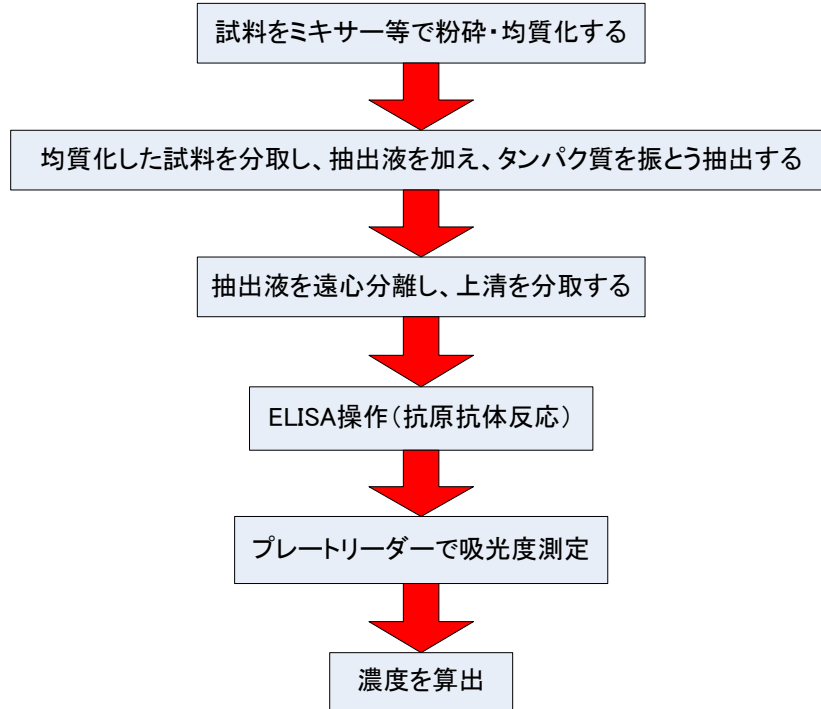 試料をミキサー等で粉砕・均質化する
均質化した試料を分取し、抽出液を加え、タンパク質を振とう抽出する
抽出液を遠心分離し、上清を分取する
ELISA操作(抗原抗体反応)
プレートリーダーで吸光度測定
濃度を算出